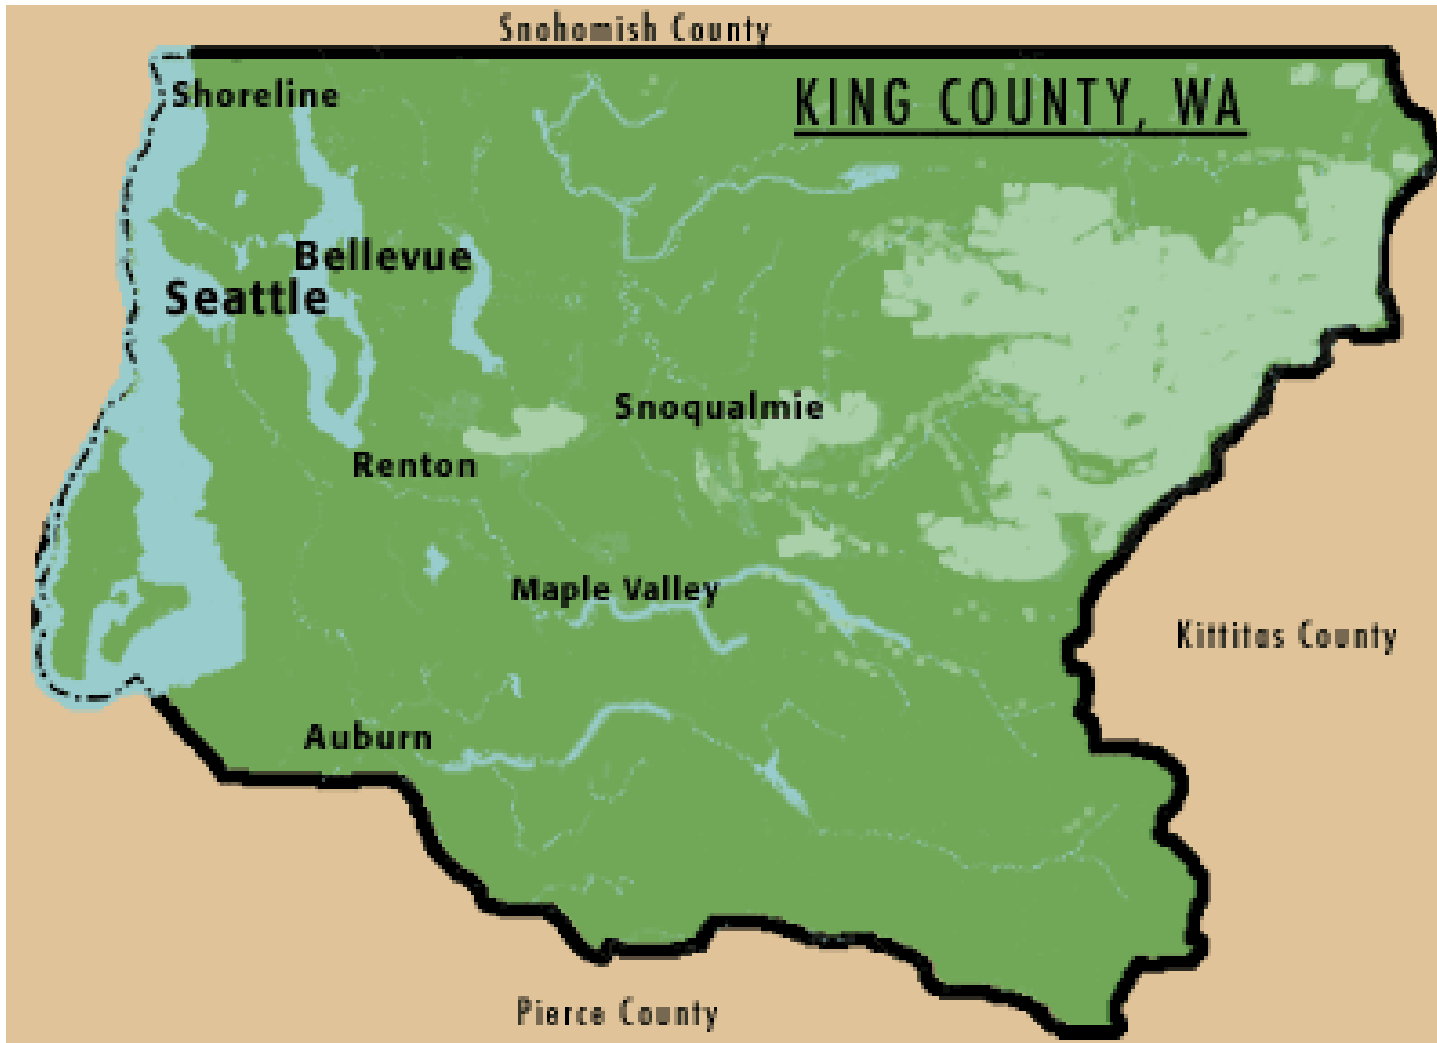 Snohomish County
KING COUNTY, WA
Shoreline
Bellevue
Seattle
Snoqualmie
Renton
Maple Valley
Kittitas County
Auburn
Pierce County